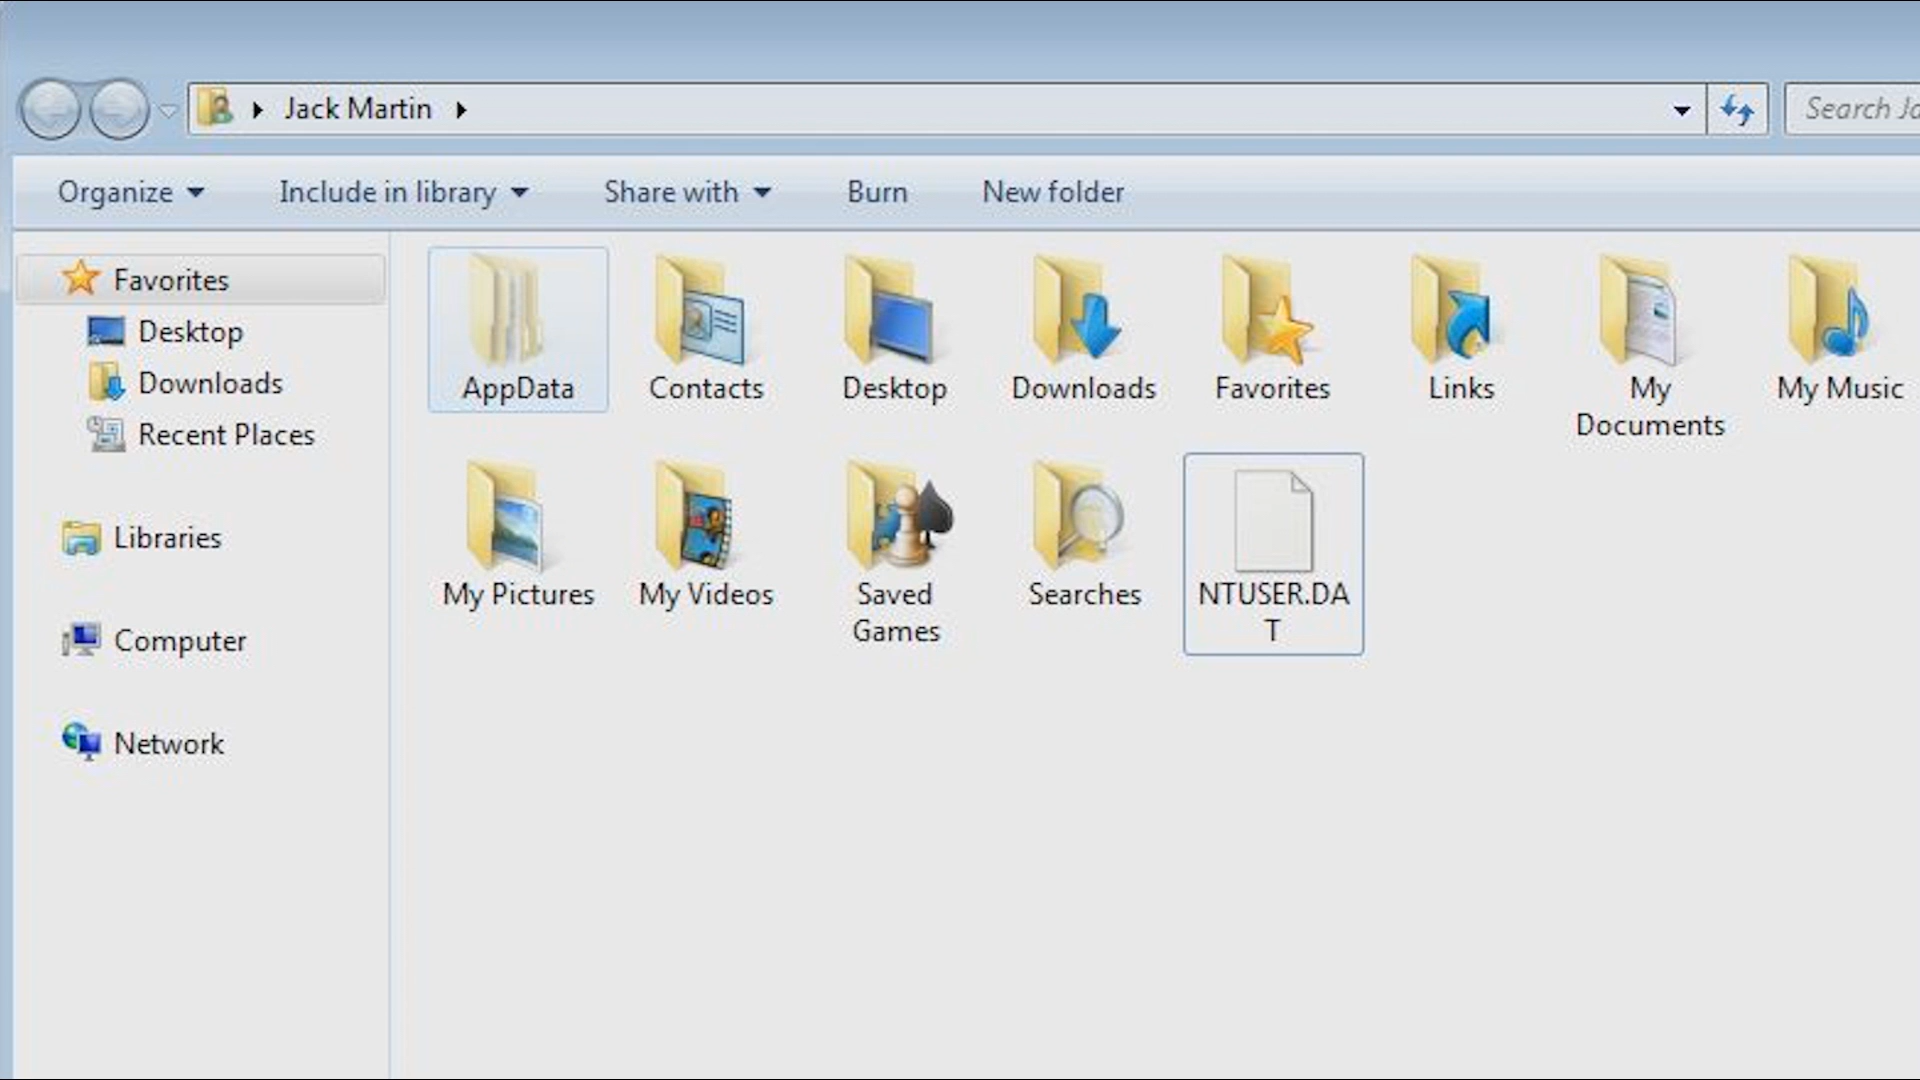 Jack Martin
Search Ja
Organize
Include in library
Share with
Burn
New folder
Favorites
Desktop
Downloads
Recent Places
Libraries
Computer
Network
AppData
Contacts
Desktop
Downloads
Favorites
Links
My
Documents
My Music
My Pictures
My Videos
Saved
Games
Searches
NTUSER.DA
T